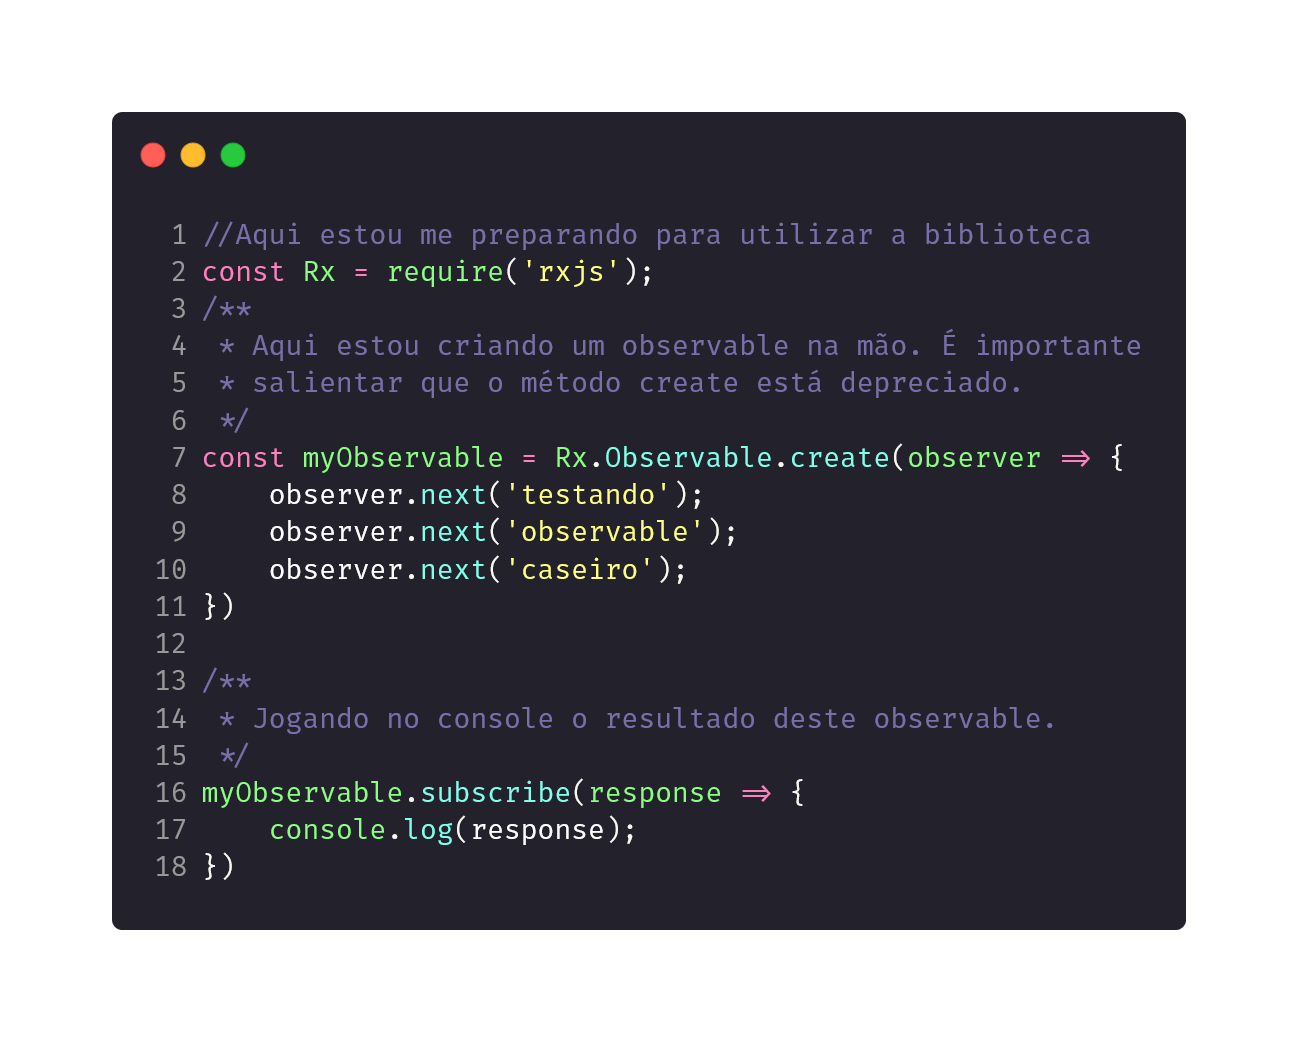 1 //Aqui estou me preparando para utilizar a biblioteca
2 const Rx = require('rxjs');
3 /**
4  * Aqui estou criando um observable na mão. É importante
5  * salientar que o método create está depreciado.
6  */
7 const myObservable = Rx.Observable.create(observer => {
8     observer.next('testando');
9     observer.next('observable');
10     observer.next('caseiro');
11 })
12
13 /**
14  * Jogando no console o resultado deste observable.
15  */
16 myObservable.subscribe(response => {
17     console.log(response);
18 })